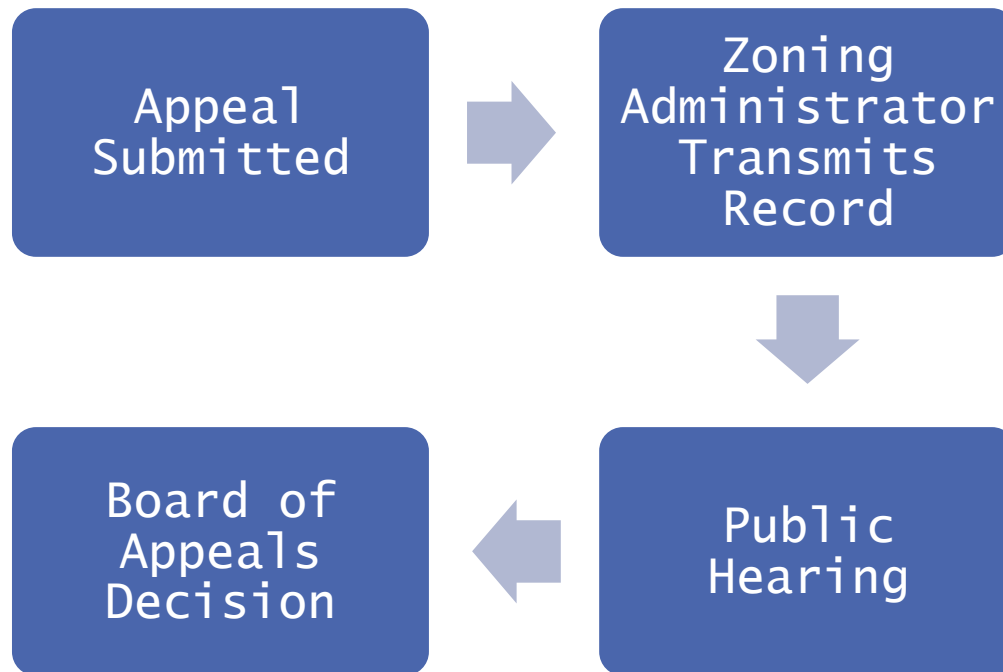 Appeal
Submitted
Zoning
Administrator
Transmits
Record
Public
Hearing
Board of
Appeals
Decision